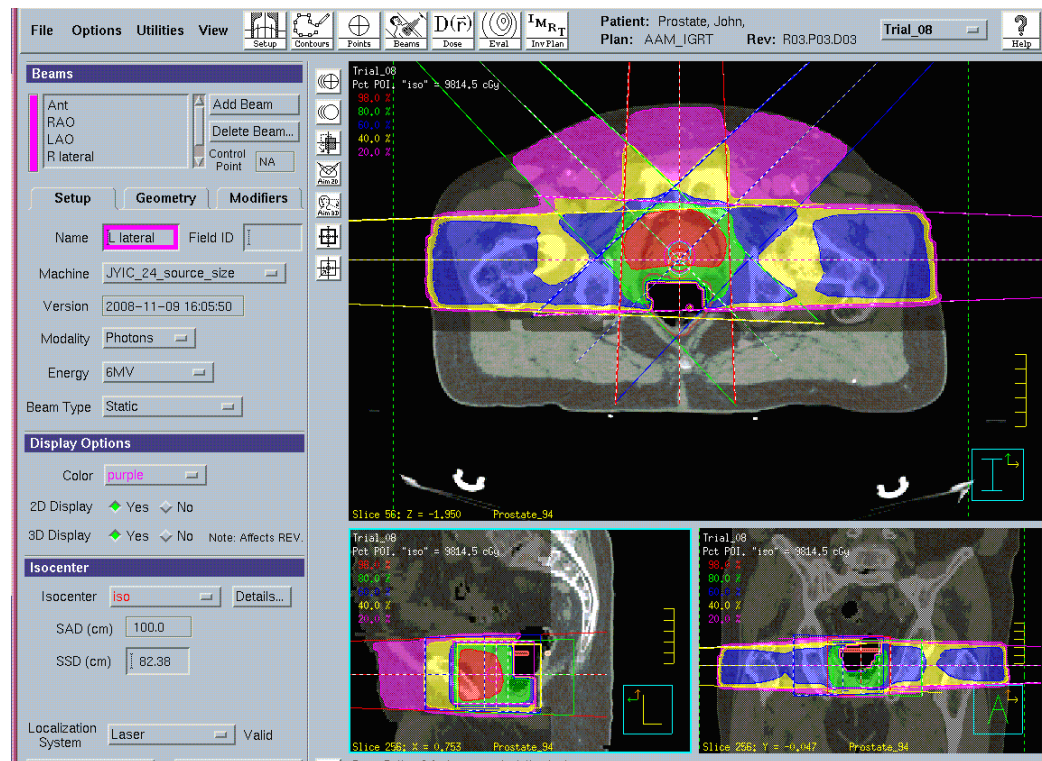 File Options Utilities View
Setup Contours Points Beams D(r⃗) Dose Eval IMRT Inv Plan
Patient: Prostate, John,
Plan: AAM_IGRT Rev: R03.P03.D03
Trial_08
? Help
Beams
Ant
RAO
LAO
R lateral
Add Beam
Delete Beam...
Control Point NA
Aim 2D
Aim 3D
Setup Geometry Modifiers
Name L lateral Field ID
Machine JYIC_24_source_size
Version 2008-11-09 16:05:50
Modality Photons
Energy 6MV
Beam Type Static
Display Options
Color purple
2D Display Yes No
3D Display Yes No Note: Affects REV.
Isocenter
Isocenter iso Details...
SAD (cm) 100.0
SSD (cm) 82.38
Localization System Laser Valid
Trial_08
Pct POI. "iso" = 9814.5 cGy
98.0 %
80.0 %
60.0 %
40.0 %
20.0 %
Slice 56: Z = -1.950 Prostate_94
I
Trial_08
Pct POI. "iso" = 9814.5 cGy
98.0 %
80.0 %
60.0 %
40.0 %
20.0 %
Slice 256: X = 0.753 Prostate_94
L
Trial_08
Pct POI. "iso" = 9814.5 cGy
98.0 %
80.0 %
60.0 %
40.0 %
20.0 %
Slice 256: Y = -0.047 Prostate_94
A